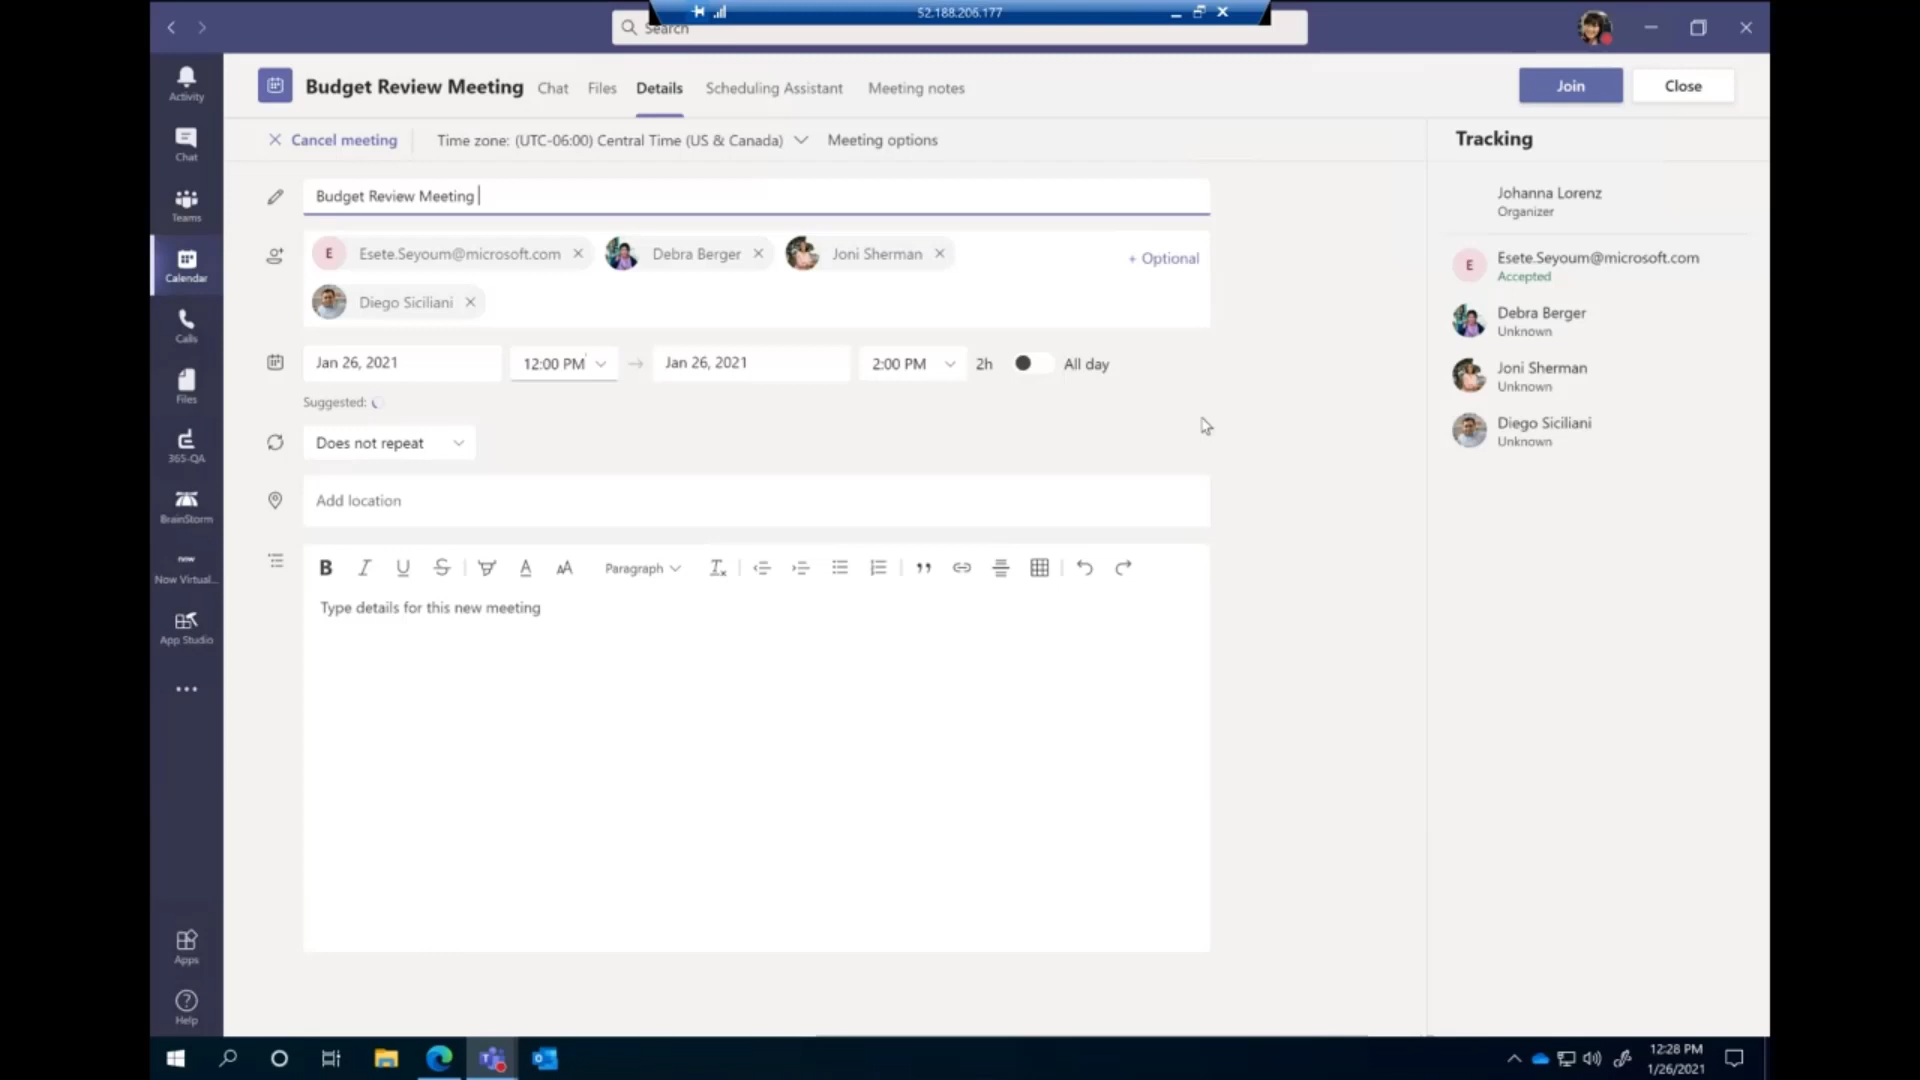 52.188.206.177
Search
Activity
Chat
Teams
Calendar
Calls
Files
365-QA
BrainStorm
now
Now Virtual...
App Studio
Apps
Help
Budget Review Meeting
Chat
Files
Details
Scheduling Assistant
Meeting notes
Join
Close
Cancel meeting
Time zone: (UTC-06:00) Central Time (US & Canada)
Meeting options
Budget Review Meeting
E Esete.Seyoum@microsoft.com
Debra Berger
Joni Sherman
+ Optional
Diego Siciliani
Jan 26, 2021
12:00 PM
Jan 26, 2021
2:00 PM
2h
All day
Suggested:
Does not repeat
Add location
B I U S A AA Paragraph
Type details for this new meeting
Tracking
Johanna Lorenz
Organizer
E Esete.Seyoum@microsoft.com
Accepted
Debra Berger
Unknown
Joni Sherman
Unknown
Diego Siciliani
Unknown
12:28 PM
1/26/2021